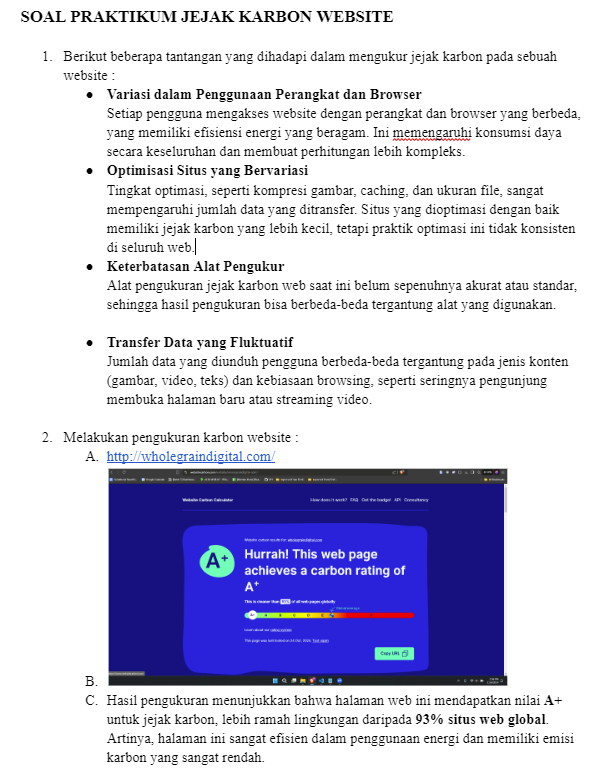 SOAL PRAKTIKUM JEJAK KARBON WEBSITE
1. Berikut beberapa tantangan yang dihadapi dalam mengukur jejak karbon pada sebuah
website :
● Variasi dalam Penggunaan Perangkat dan Browser
Setiap pengguna mengakses website dengan perangkat dan browser yang berbeda,
yang memiliki efisiensi energi yang beragam. Ini memengaruhi konsumsi daya
secara keseluruhan dan membuat perhitungan lebih kompleks.
● Optimisasi Situs yang Bervariasi
Tingkat optimasi, seperti kompresi gambar, caching, dan ukuran file, sangat
mempengaruhi jumlah data yang ditransfer. Situs yang dioptimasi dengan baik
memiliki jejak karbon yang lebih kecil, tetapi praktik optimasi ini tidak konsisten
di seluruh web.
● Keterbatasan Alat Pengukur
Alat pengukuran jejak karbon web saat ini belum sepenuhnya akurat atau standar,
sehingga hasil pengukuran bisa berbeda-beda tergantung alat yang digunakan.
● Transfer Data yang Fluktuatif
Jumlah data yang diunduh pengguna berbeda-beda tergantung pada jenis konten
(gambar, video, teks) dan kebiasaan browsing, seperti seringnya pengunjung
membuka halaman baru atau streaming video.
2. Melakukan pengukuran karbon website :
A. http://wholegraindigital.com/
Website Carbon Calculator
How does it work? FAQ Get the badge API Consultancy
Website carbon results for: wholegraindigital.com
A+
Hurrah! This web page
achieves a carbon rating of
A+
This is cleaner than 93% of all web pages globally
Copy URL
B.
C. Hasil pengukuran menunjukkan bahwa halaman web ini mendapatkan nilai A+
untuk jejak karbon, lebih ramah lingkungan daripada 93% situs web global.
Artinya, halaman ini sangat efisien dalam penggunaan energi dan memiliki emisi
karbon yang sangat rendah.